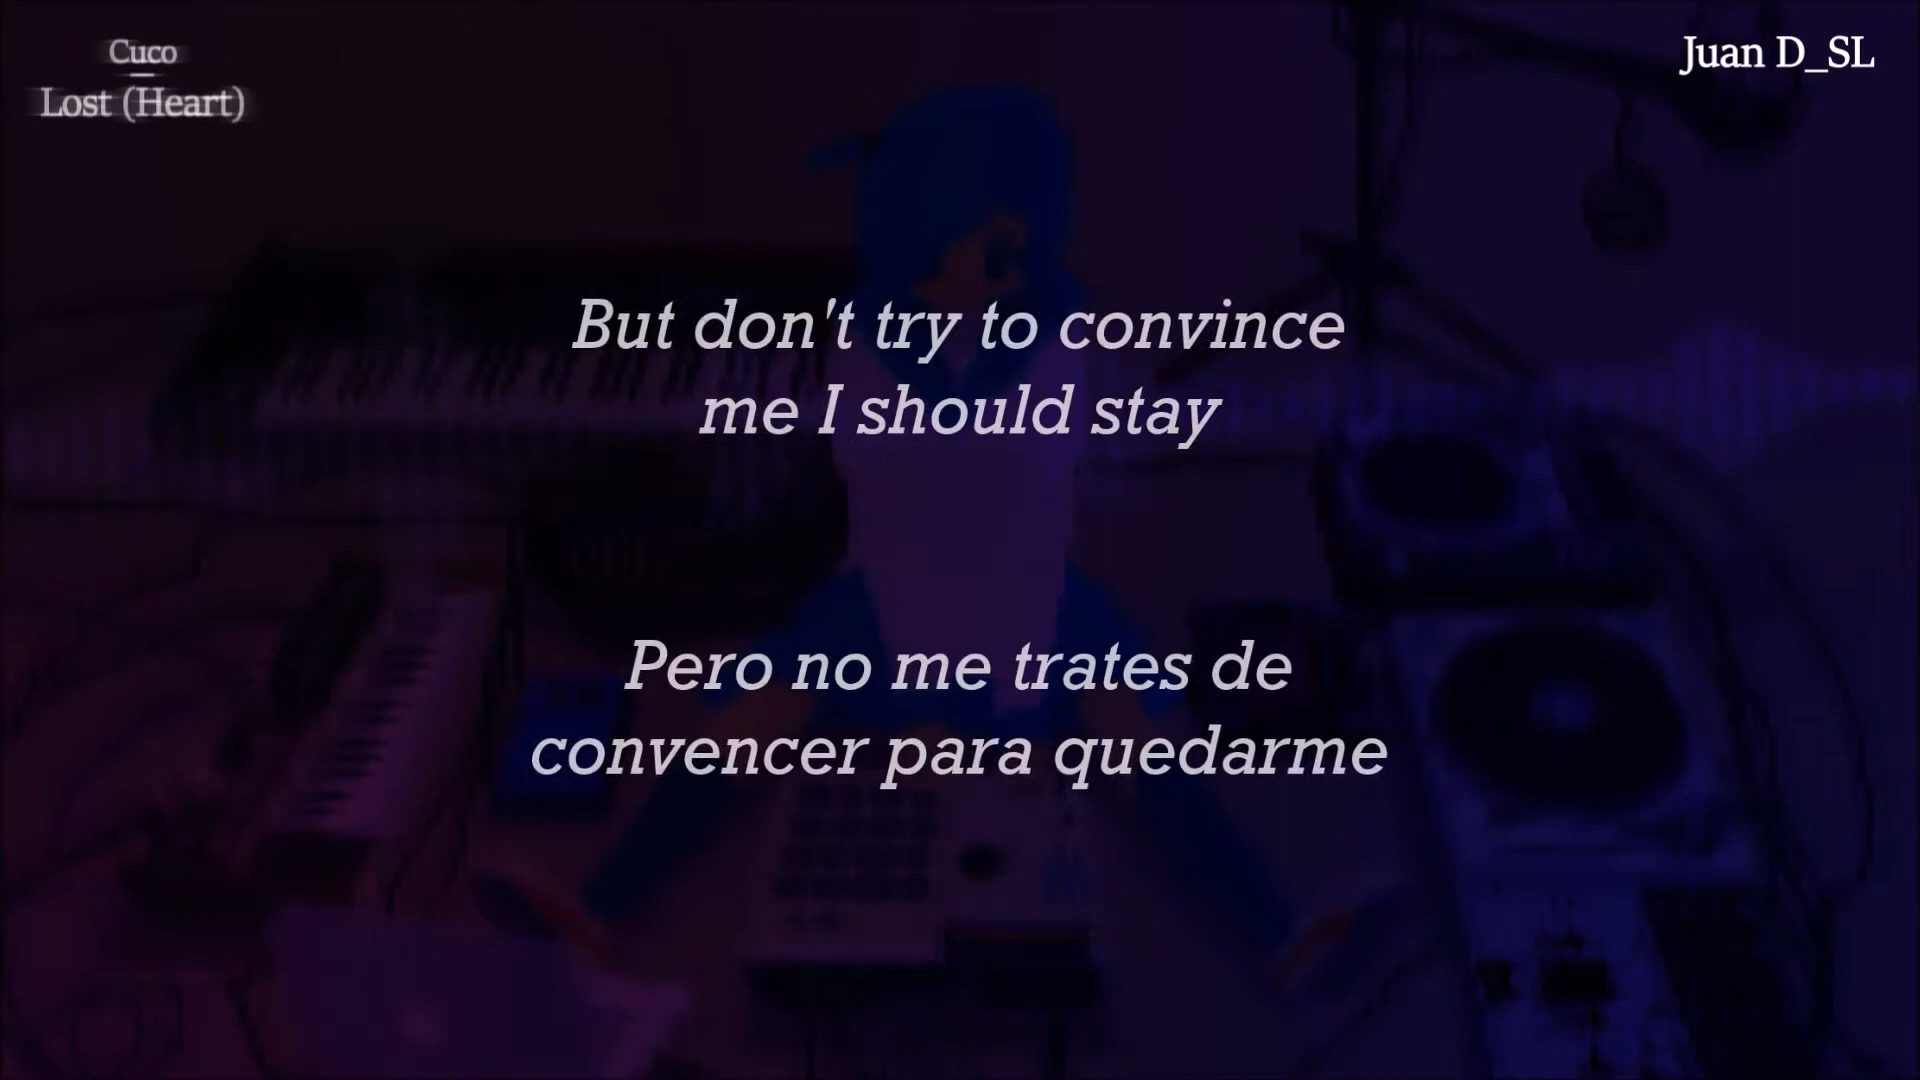 Cuco
Lost (Heart)
Juan D_SL
But don't try to convince
me I should stay
Pero no me trates de
convencer para quedarme